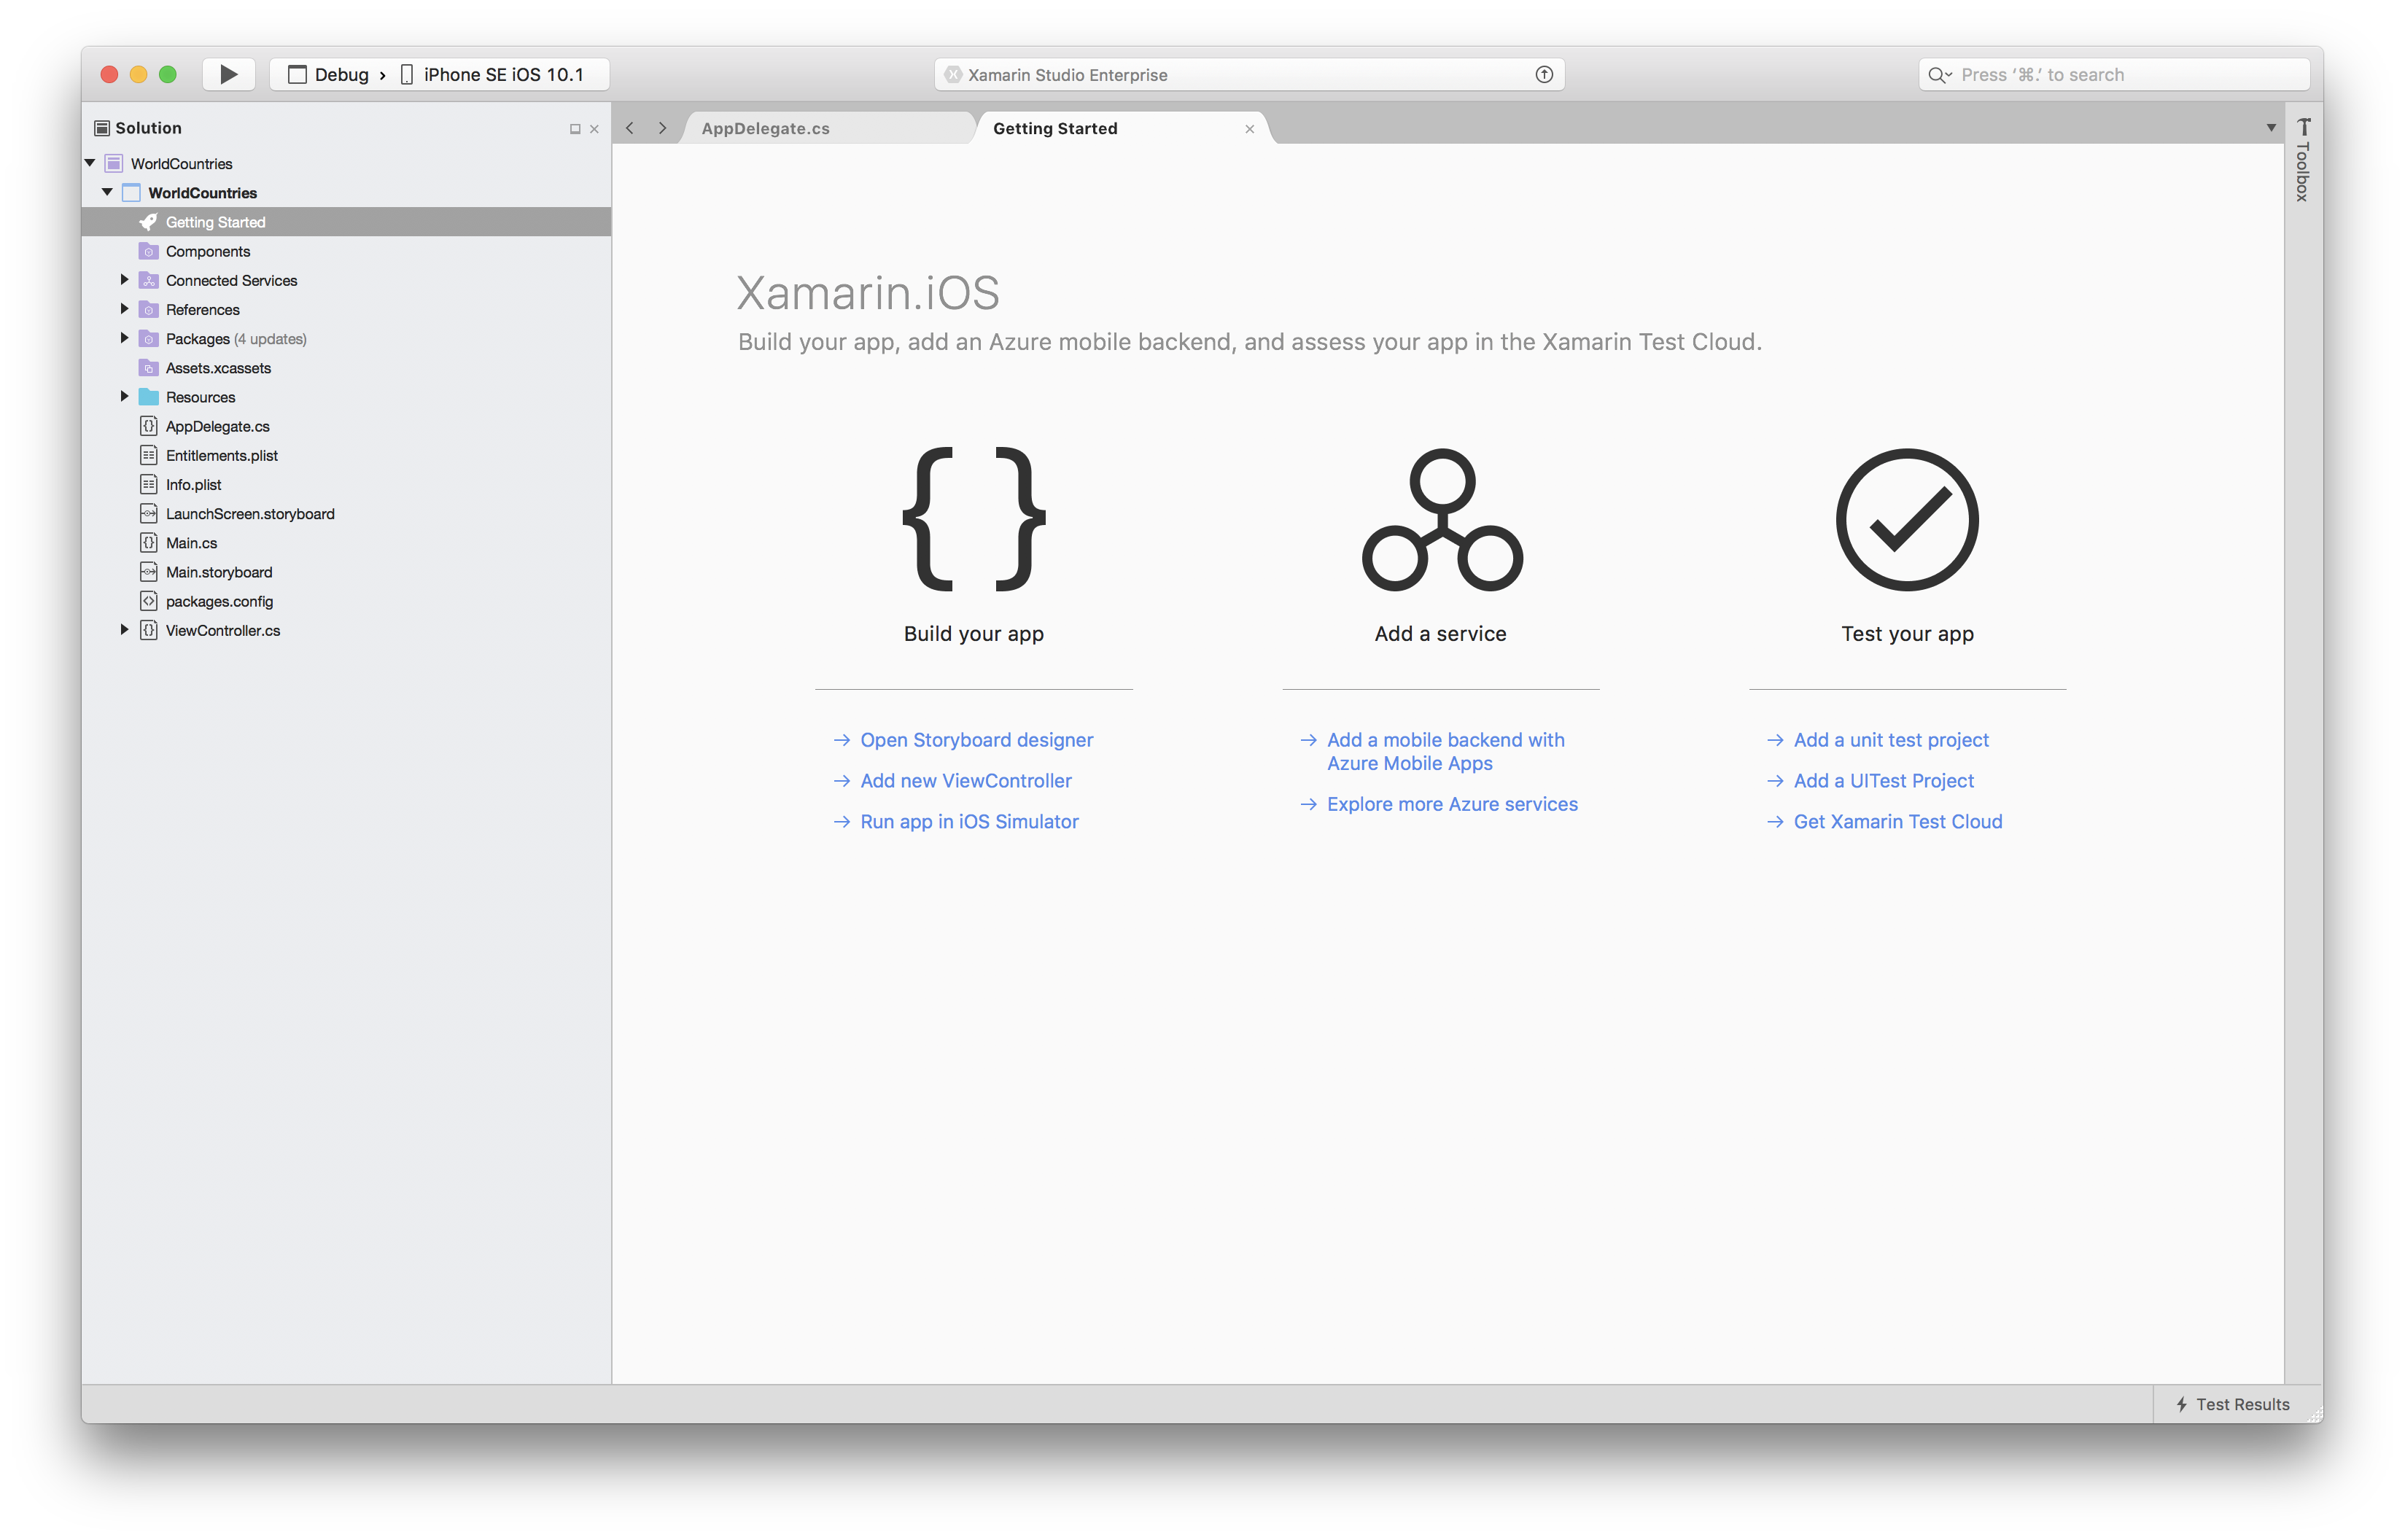 Debug › iPhone SE iOS 10.1
Xamarin Studio Enterprise
Press ‘⌘.’ to search
Solution
AppDelegate.cs
Getting Started
Toolbox
WorldCountries
WorldCountries
Getting Started
Components
Connected Services
References
Packages (4 updates)
Assets.xcassets
Resources
AppDelegate.cs
Entitlements.plist
Info.plist
LaunchScreen.storyboard
Main.cs
Main.storyboard
packages.config
ViewController.cs
Xamarin.iOS
Build your app, add an Azure mobile backend, and assess your app in the Xamarin Test Cloud.
{ }
Build your app
→ Open Storyboard designer
→ Add new ViewController
→ Run app in iOS Simulator
Add a service
→ Add a mobile backend with
Azure Mobile Apps
→ Explore more Azure services
Test your app
→ Add a unit test project
→ Add a UITest Project
→ Get Xamarin Test Cloud
Test Results